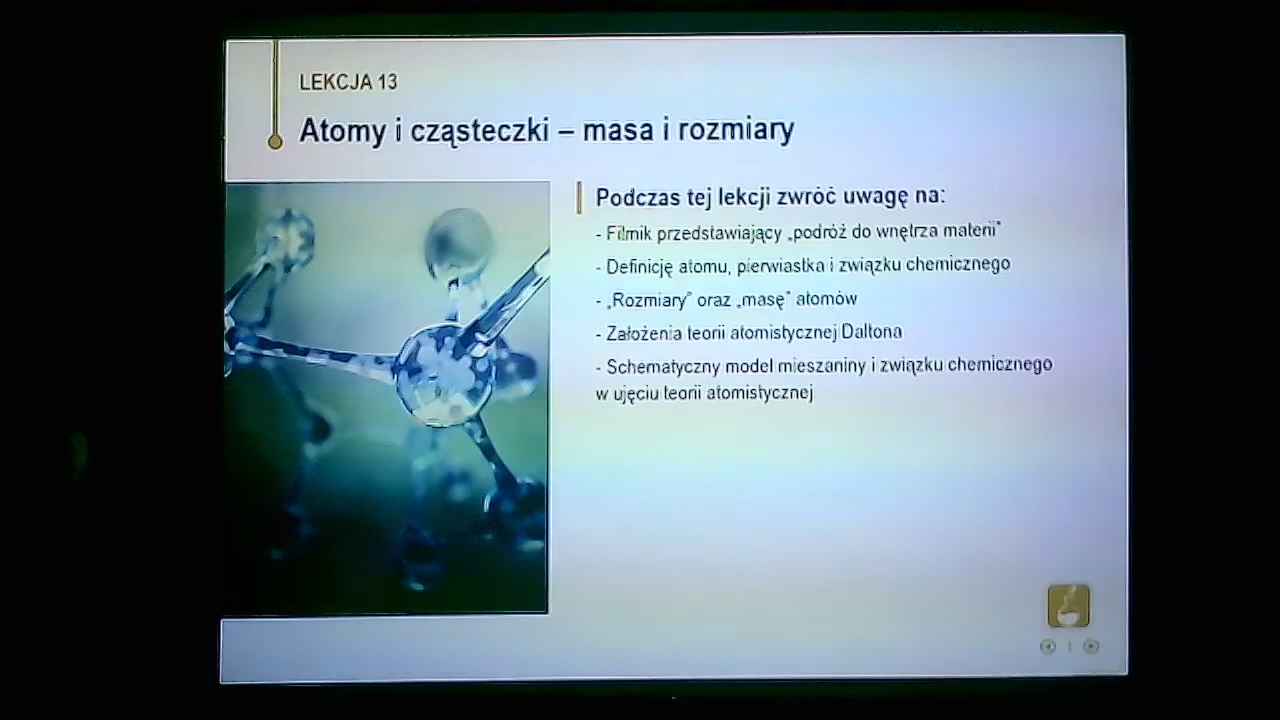 LEKCJA 13
Atomy i cząsteczki – masa i rozmiary
Podczas tej lekcji zwróć uwagę na:
- Filmik przedstawiający „podróż do wnętrza materii”
- Definicję atomu, pierwiastka i związku chemicznego
- „Rozmiary” oraz „masę” atomów
- Założenia teorii atomistycznej Daltona
- Schematyczny model mieszaniny i związku chemicznego
w ujęciu teorii atomistycznej